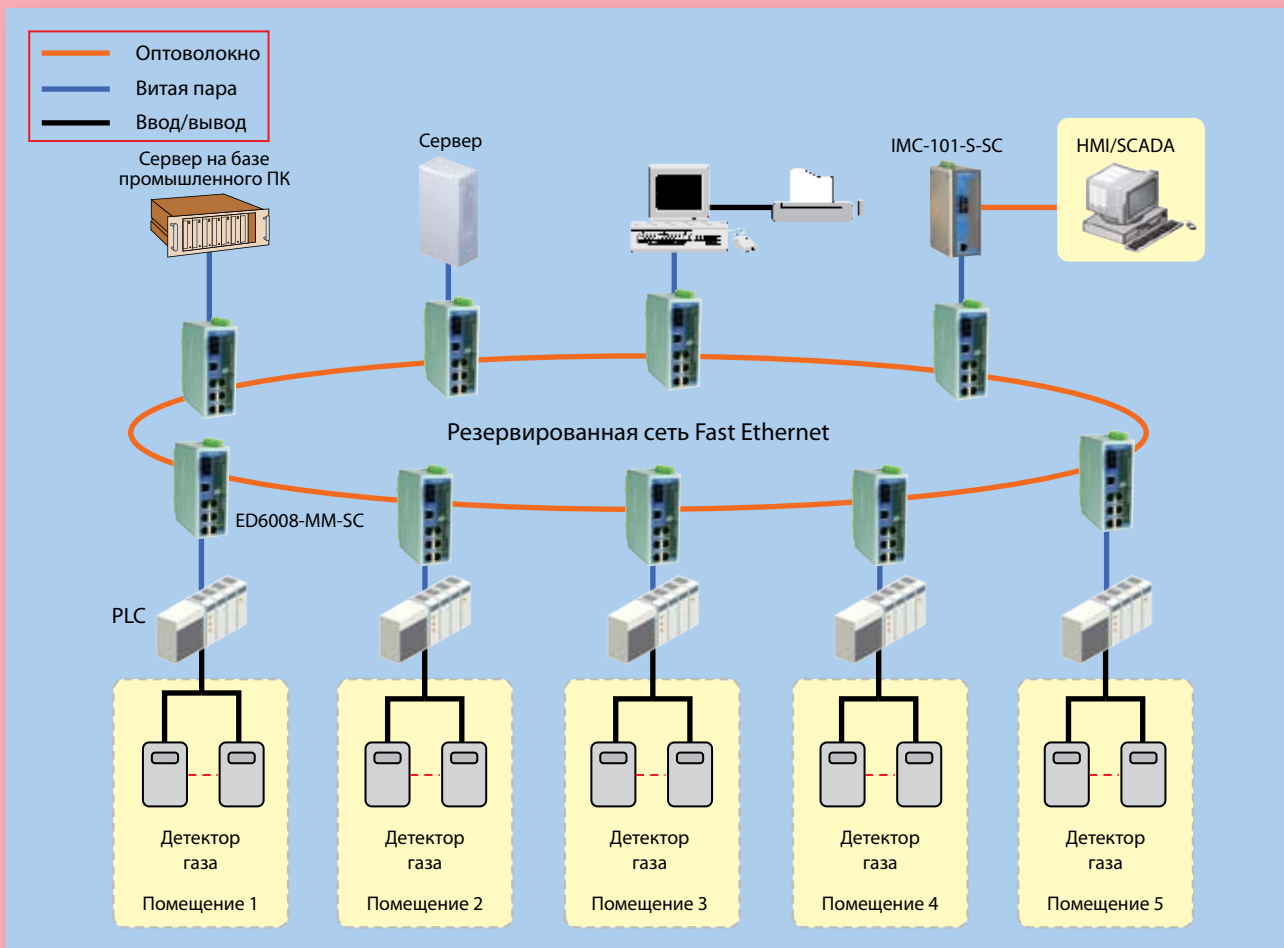 Оптоволокно
Витая пара
Ввод/вывод
Сервер на базе
промышленного ПК
Сервер
IMC-101-S-SC
HMI/SCADA
Резервированная сеть Fast Ethernet
ED6008-MM-SC
PLC
Детектор
газа
Помещение 1
Детектор
газа
Помещение 2
Детектор
газа
Помещение 3
Детектор
газа
Помещение 4
Детектор
газа
Помещение 5